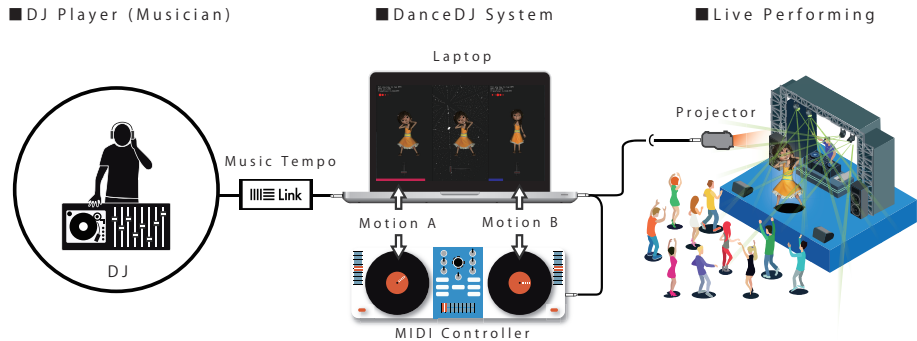 ■DJ Player (Musician)
■DanceDJ System
■Live Performing
Laptop
Projector
Music Tempo
Link
Motion A
Motion B
DJ
MIDI Controller